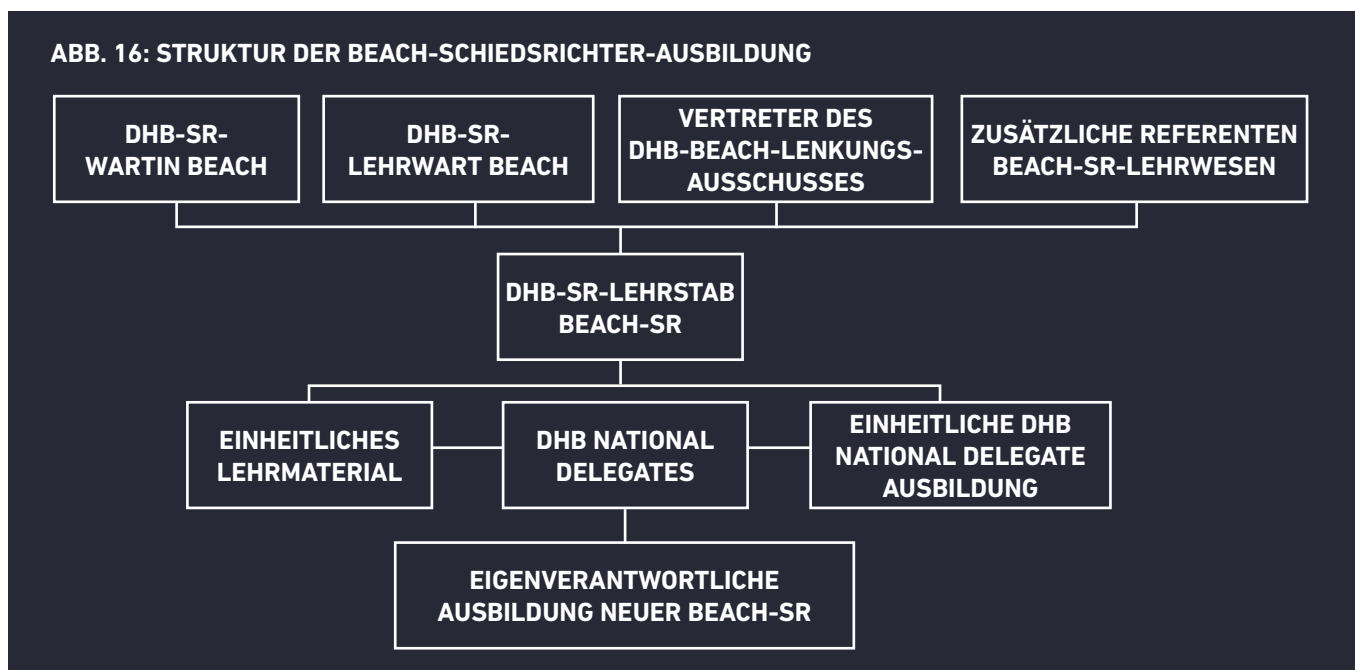 ABB. 16: STRUKTUR DER BEACH-SCHIEDSRICHTER-AUSBILDUNG
DHB-SR-
WARTIN BEACH
DHB-SR-
LEHRWART BEACH
VERTRETER DES
DHB-BEACH-LENKUNGS-
AUSSCHUSSES
ZUSÄTZLICHE REFERENTEN
BEACH-SR-LEHRWESEN
DHB-SR-LEHRSTAB
BEACH-SR
EINHEITLICHES
LEHRMATERIAL
DHB NATIONAL
DELEGATES
EINHEITLICHE DHB
NATIONAL DELEGATE
AUSBILDUNG
EIGENVERANTWORTLICHE
AUSBILDUNG NEUER BEACH-SR